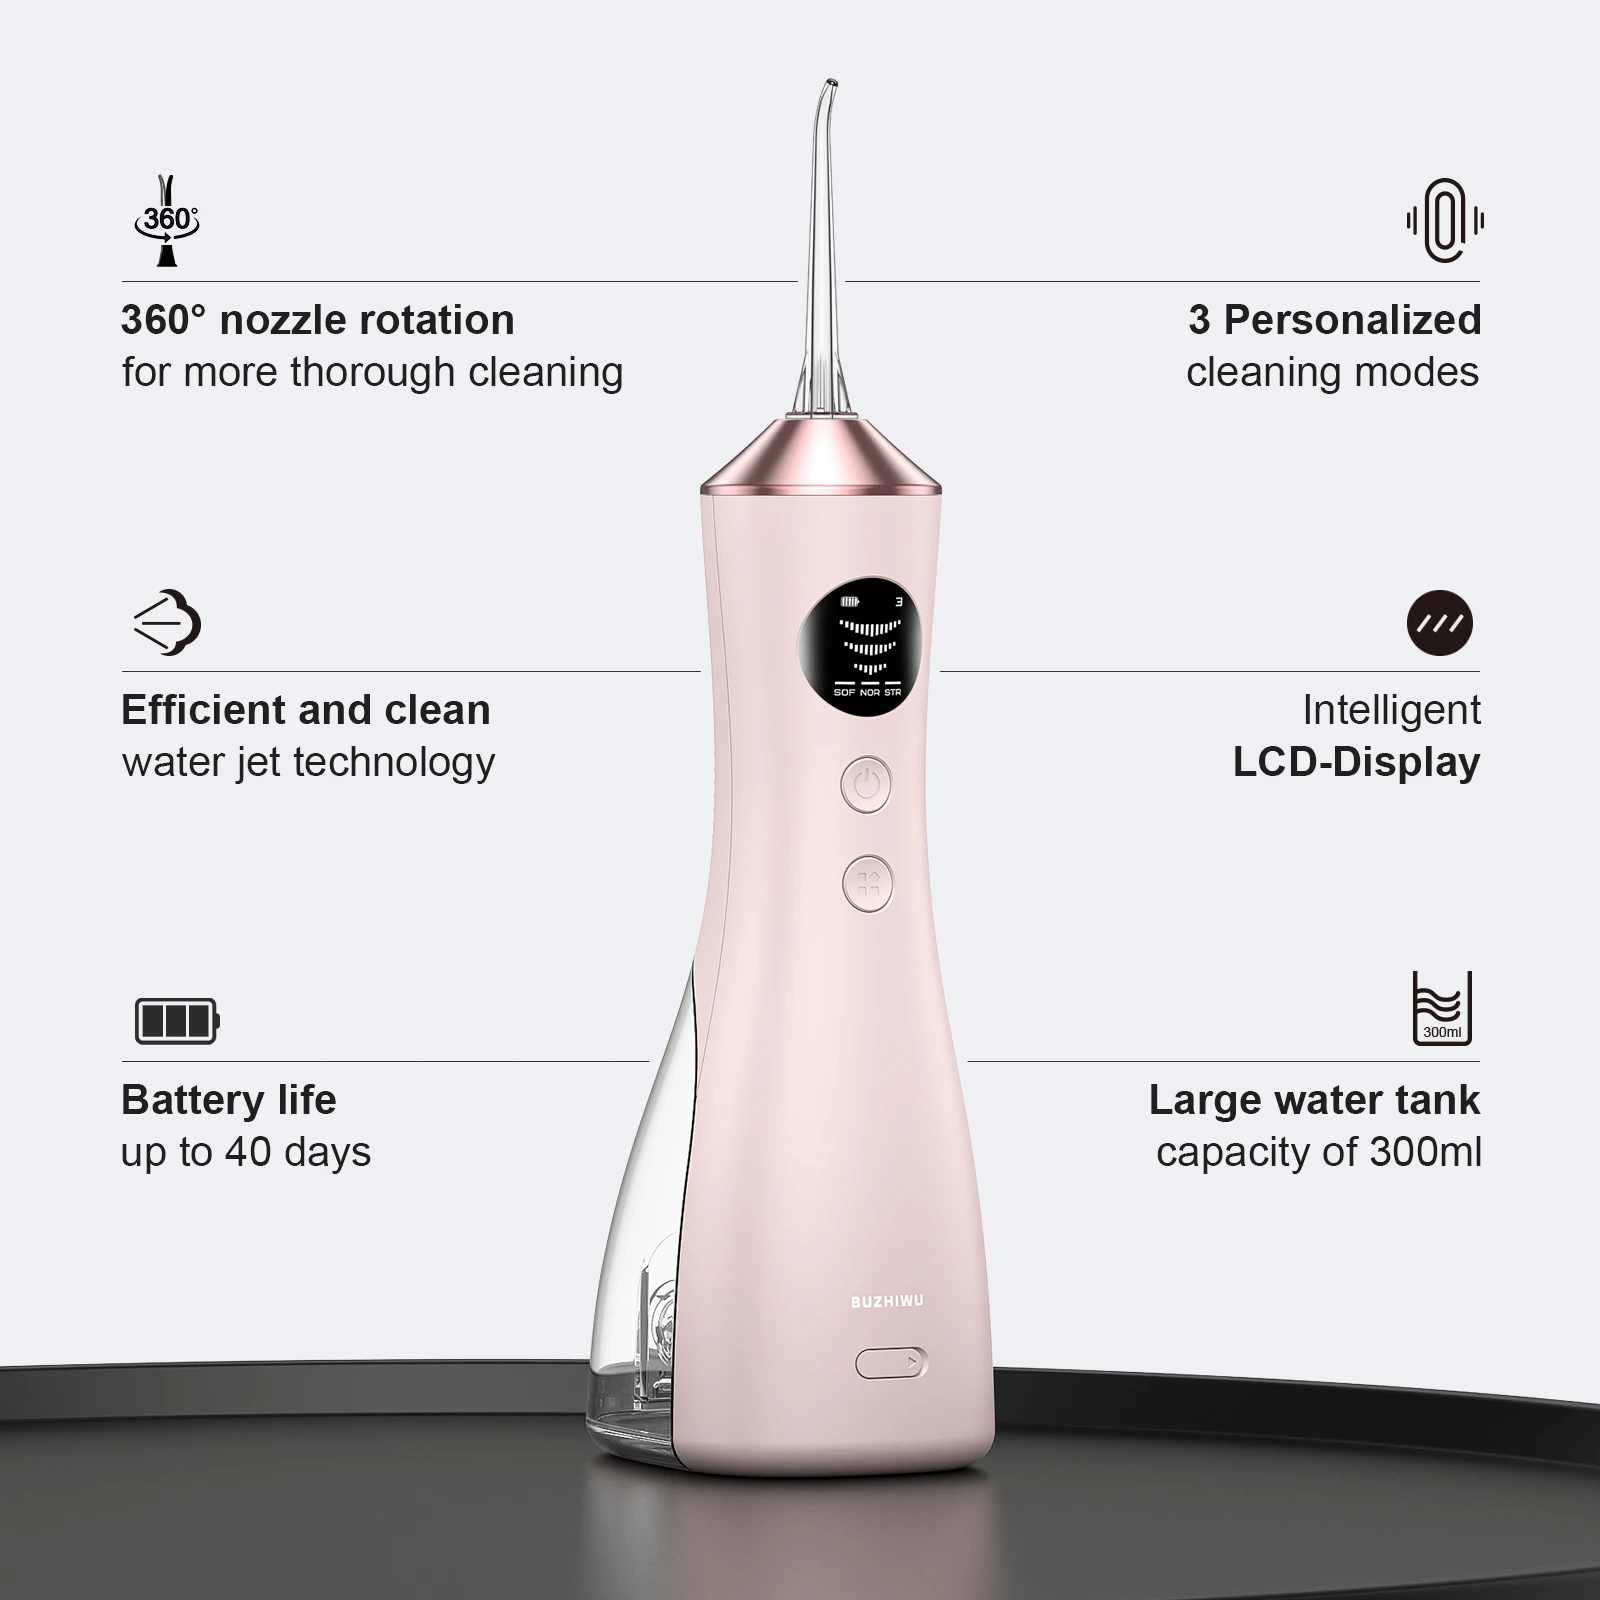 360°
360° nozzle rotation
for more thorough cleaning
3 Personalized
cleaning modes
3
SOF NOR STR
Efficient and clean
water jet technology
Intelligent
LCD-Display
Battery life
up to 40 days
300ml
Large water tank
capacity of 300ml
BUZHIWU